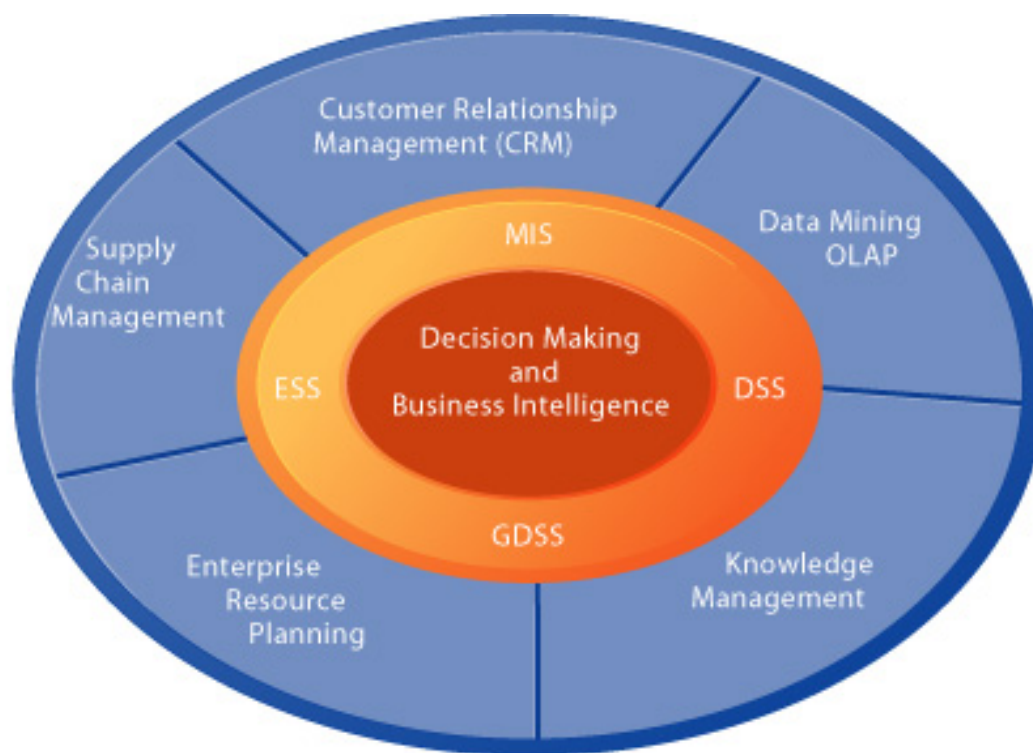 Customer Relationship
Management (CRM)
Data Mining
OLAP
Supply
Chain
Management
MIS
Decision Making
and
Business Intelligence
ESS
DSS
GDSS
Enterprise
Resource
Planning
Knowledge
Management